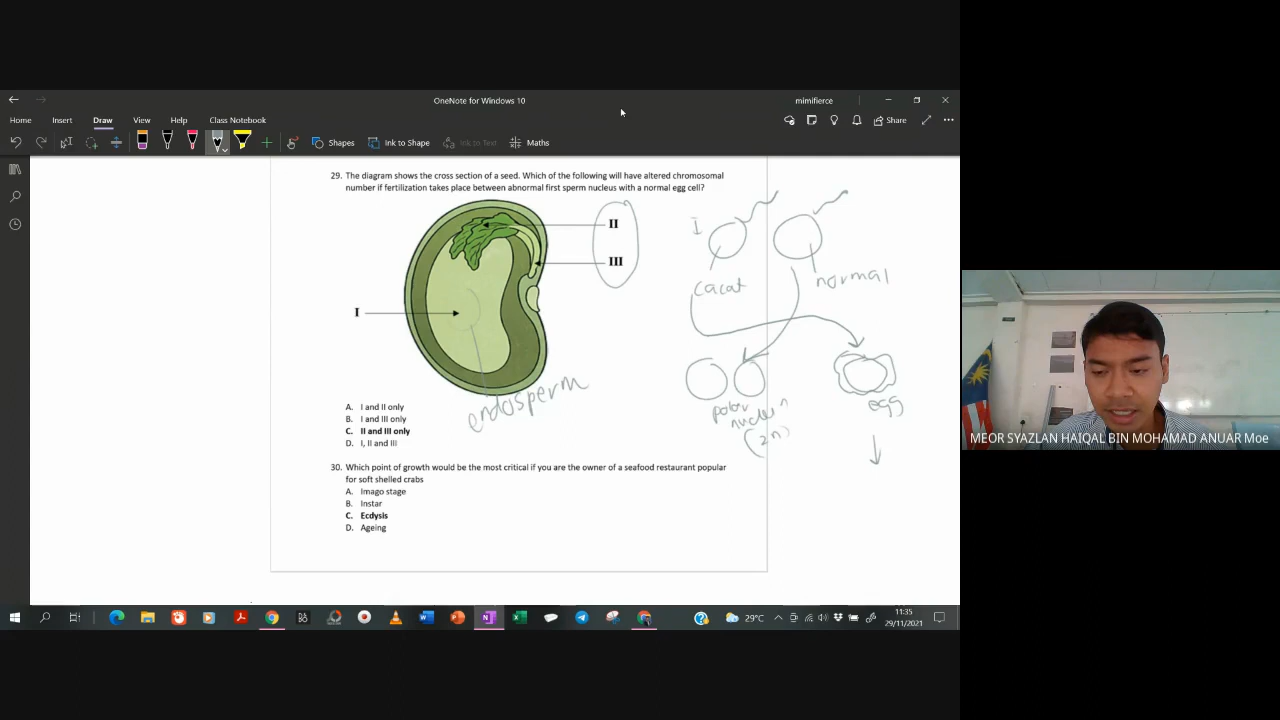 OneNote for Windows 10
mimifierce
Home Insert Draw View Help Class Notebook
Share
Shapes Ink to Shape Ink to Text Maths
29. The diagram shows the cross section of a seed. Which of the following will have altered chromosomal
number if fertilization takes place between abnormal first sperm nucleus with a normal egg cell?
II
III
I
I
cacat
normal
endosperm
polar
nuclei
(2n)
egg
A. I and II only
B. I and III only
C. II and III only
D. I, II and III
30. Which point of growth would be the most critical if you are the owner of a seafood restaurant popular
for soft shelled crabs
A. Imago stage
B. Instar
C. Ecdysis
D. Ageing
MEOR SYAZLAN HAIQAL BIN MOHAMAD ANUAR Moe
29°C
11:35
29/11/2021